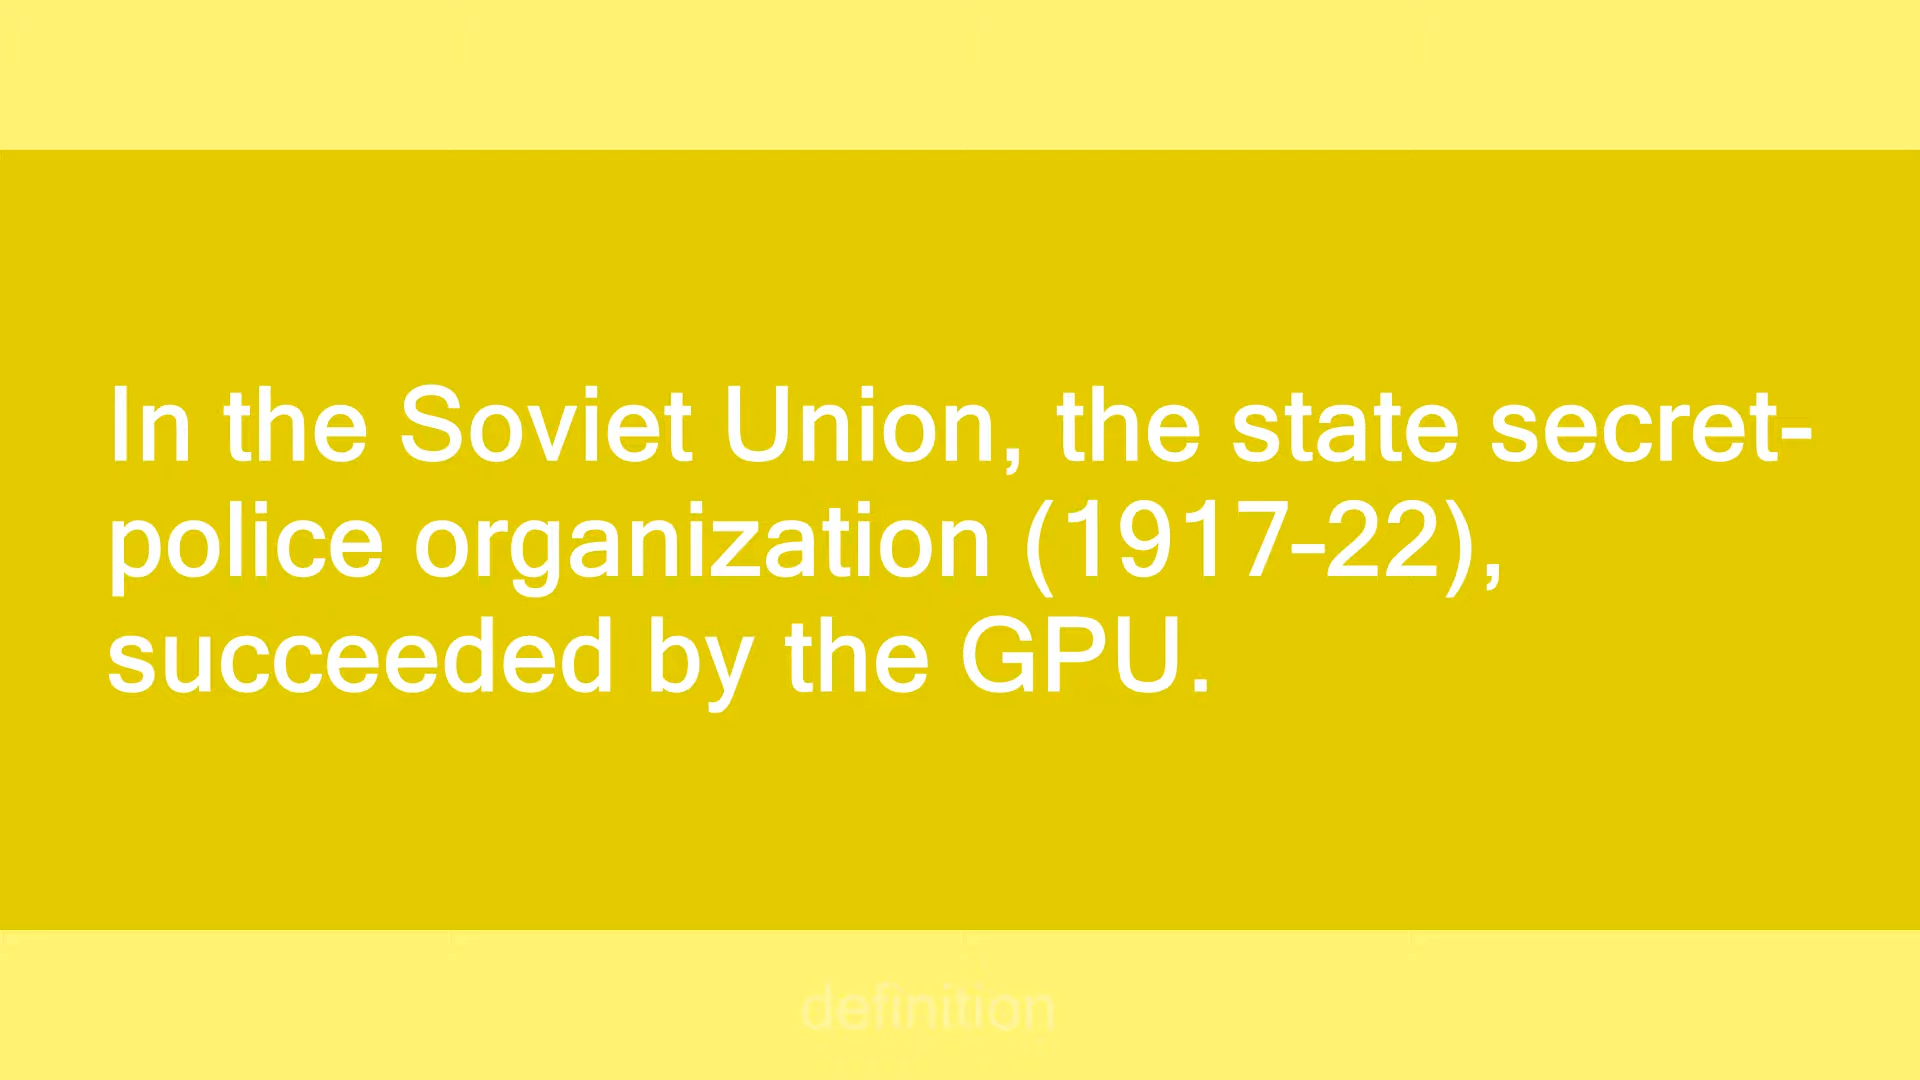 In the Soviet Union, the state secret-
police organization (1917-22),
succeeded by the GPU.
definition